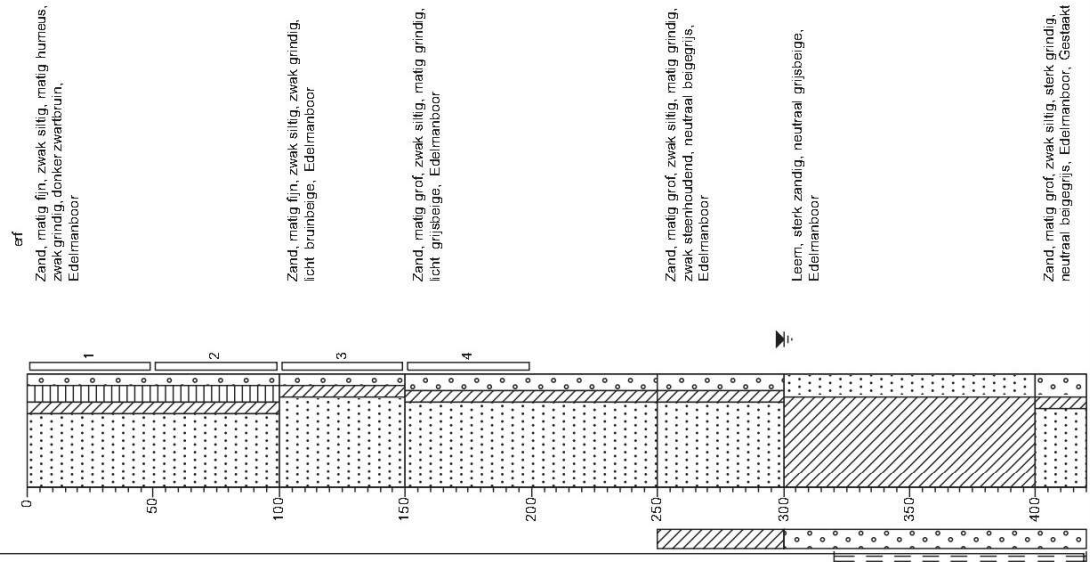 erf
Zand, matig fijn, zwak siltig, matig humeus,
zwak grindig, donker zwartbruin,
Edelmanboor
Zand, matig fijn, zwak siltig, zwak grindig,
licht bruinbeige, Edelmanboor
Zand, matig grof, zwak siltig, matig grindig,
licht grijsbeige, Edelmanboor
Zand, matig grof, zwak siltig, matig grindig,
zwak steenhoudend, neutraal beigegrijs,
Edelmanboor
Leem, sterk zandig, neutraal grijsbeige,
Edelmanboor
Zand, matig grof, zwak siltig, sterk grindig,
neutraal beigegrijs, Edelmanboor, Gestaakt
1
2
3
4
0
50
100
150
200
250
300
350
400